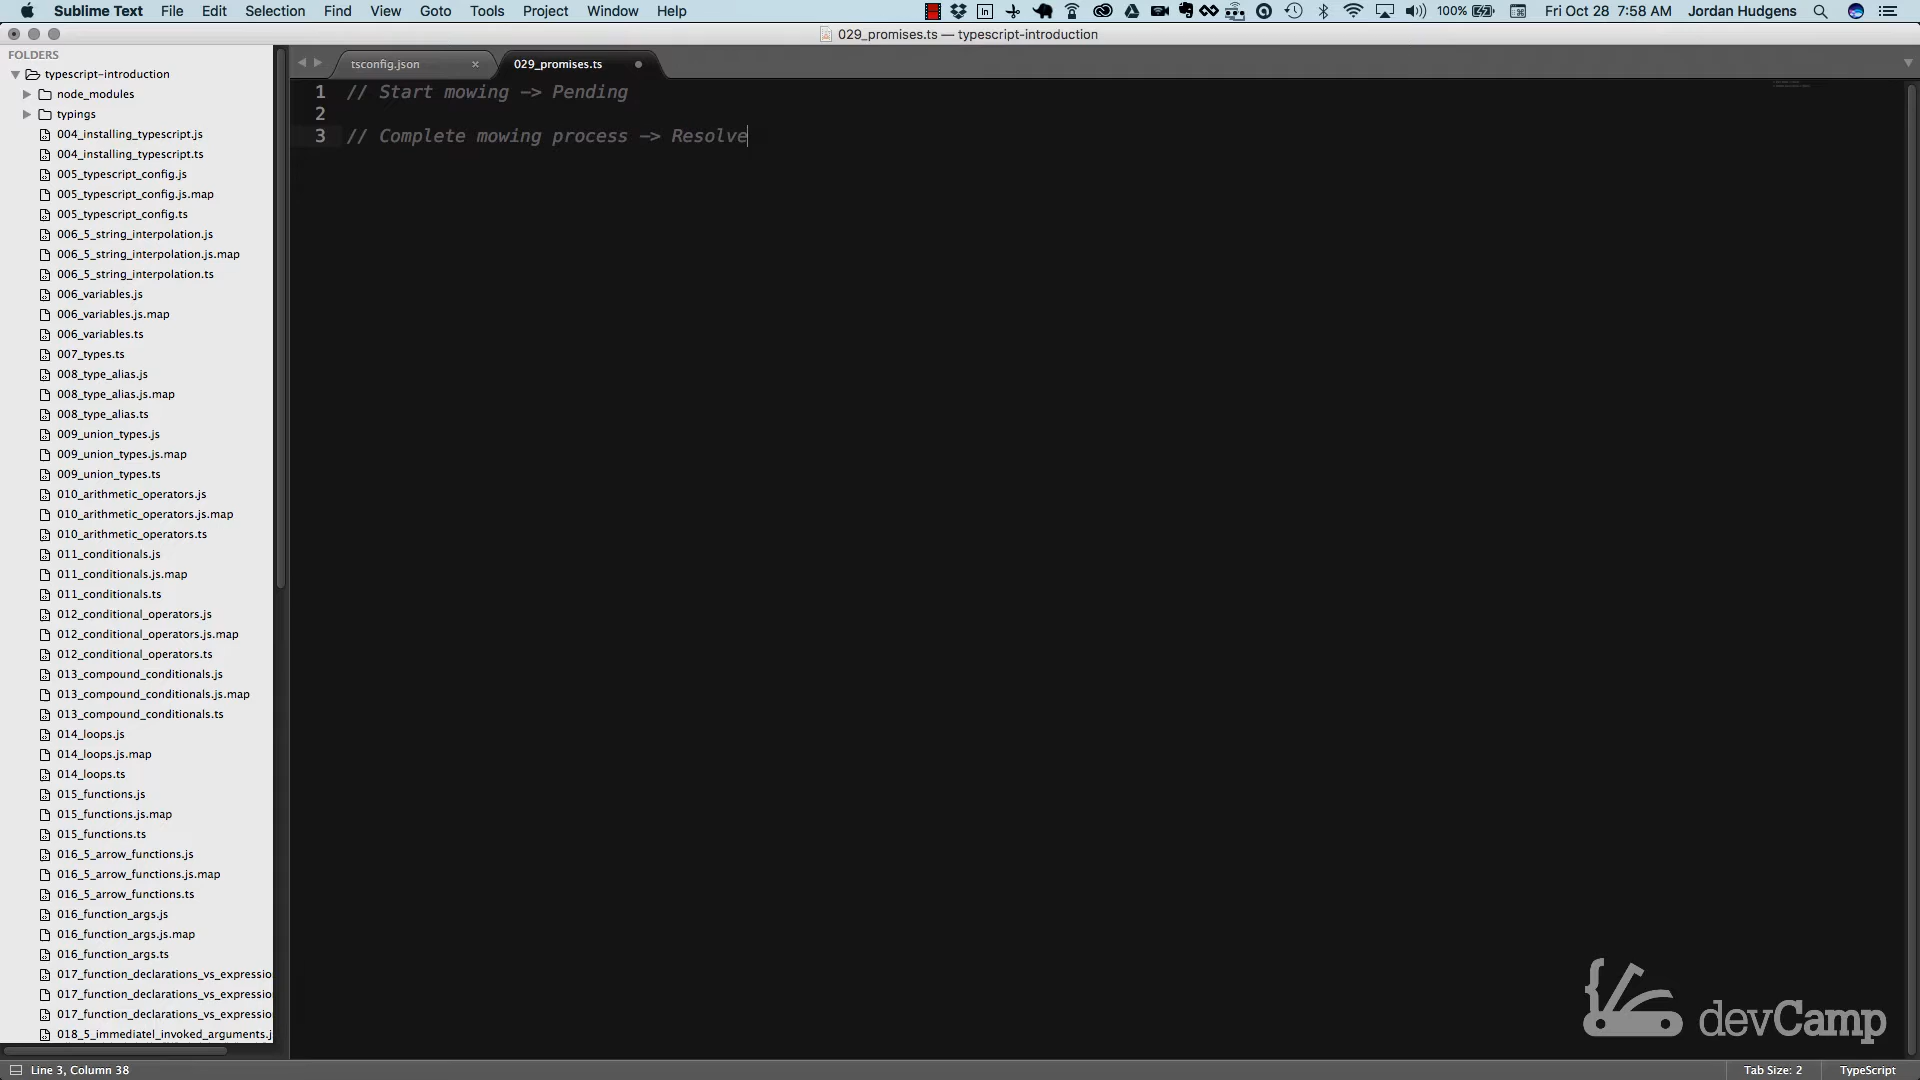 Sublime Text File Edit Selection Find View Goto Tools Project Window Help 100% Fri Oct 28 7:58 AM Jordan Hudgens
029_promises.ts — typescript-introduction
FOLDERS
typescript-introduction
node_modules
typings
004_installing_typescript.js
004_installing_typescript.ts
005_typescript_config.js
005_typescript_config.js.map
005_typescript_config.ts
006_5_string_interpolation.js
006_5_string_interpolation.js.map
006_5_string_interpolation.ts
006_variables.js
006_variables.js.map
006_variables.ts
007_types.ts
008_type_alias.js
008_type_alias.js.map
008_type_alias.ts
009_union_types.js
009_union_types.js.map
009_union_types.ts
010_arithmetic_operators.js
010_arithmetic_operators.js.map
010_arithmetic_operators.ts
011_conditionals.js
011_conditionals.js.map
011_conditionals.ts
012_conditional_operators.js
012_conditional_operators.js.map
012_conditional_operators.ts
013_compound_conditionals.js
013_compound_conditionals.js.map
013_compound_conditionals.ts
014_loops.js
014_loops.js.map
014_loops.ts
015_functions.js
015_functions.js.map
015_functions.ts
016_5_arrow_functions.js
016_5_arrow_functions.js.map
016_5_arrow_functions.ts
016_function_args.js
016_function_args.js.map
016_function_args.ts
017_function_declarations_vs_expressio
017_function_declarations_vs_expressio
017_function_declarations_vs_expressio
018_5_immediatel_invoked_arguments.j
tsconfig.json
029_promises.ts
1 // Start mowing -> Pending
2
3 // Complete mowing process -> Resolve
devCamp
Line 3, Column 38
Tab Size: 2 TypeScript